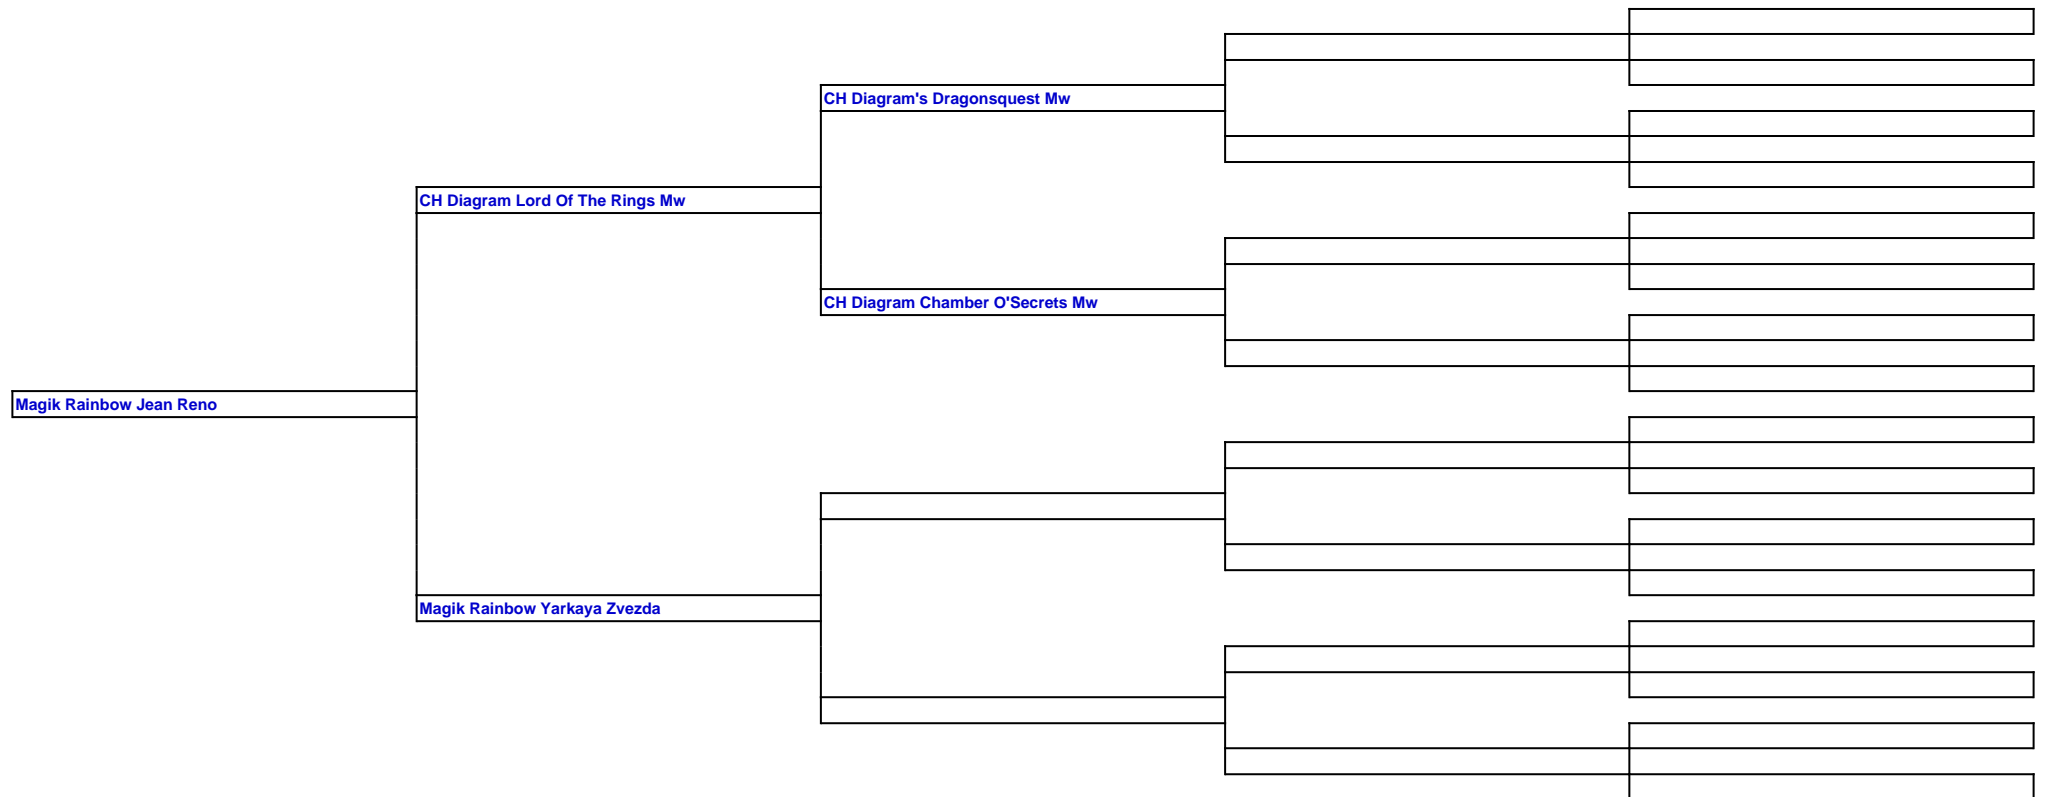 CH Diagram's Dragonsquest Mw
CH Diagram Lord Of The Rings Mw
CH Diagram Chamber O'Secrets Mw
Magik Rainbow Jean Reno
Magik Rainbow Yarkaya Zvezda